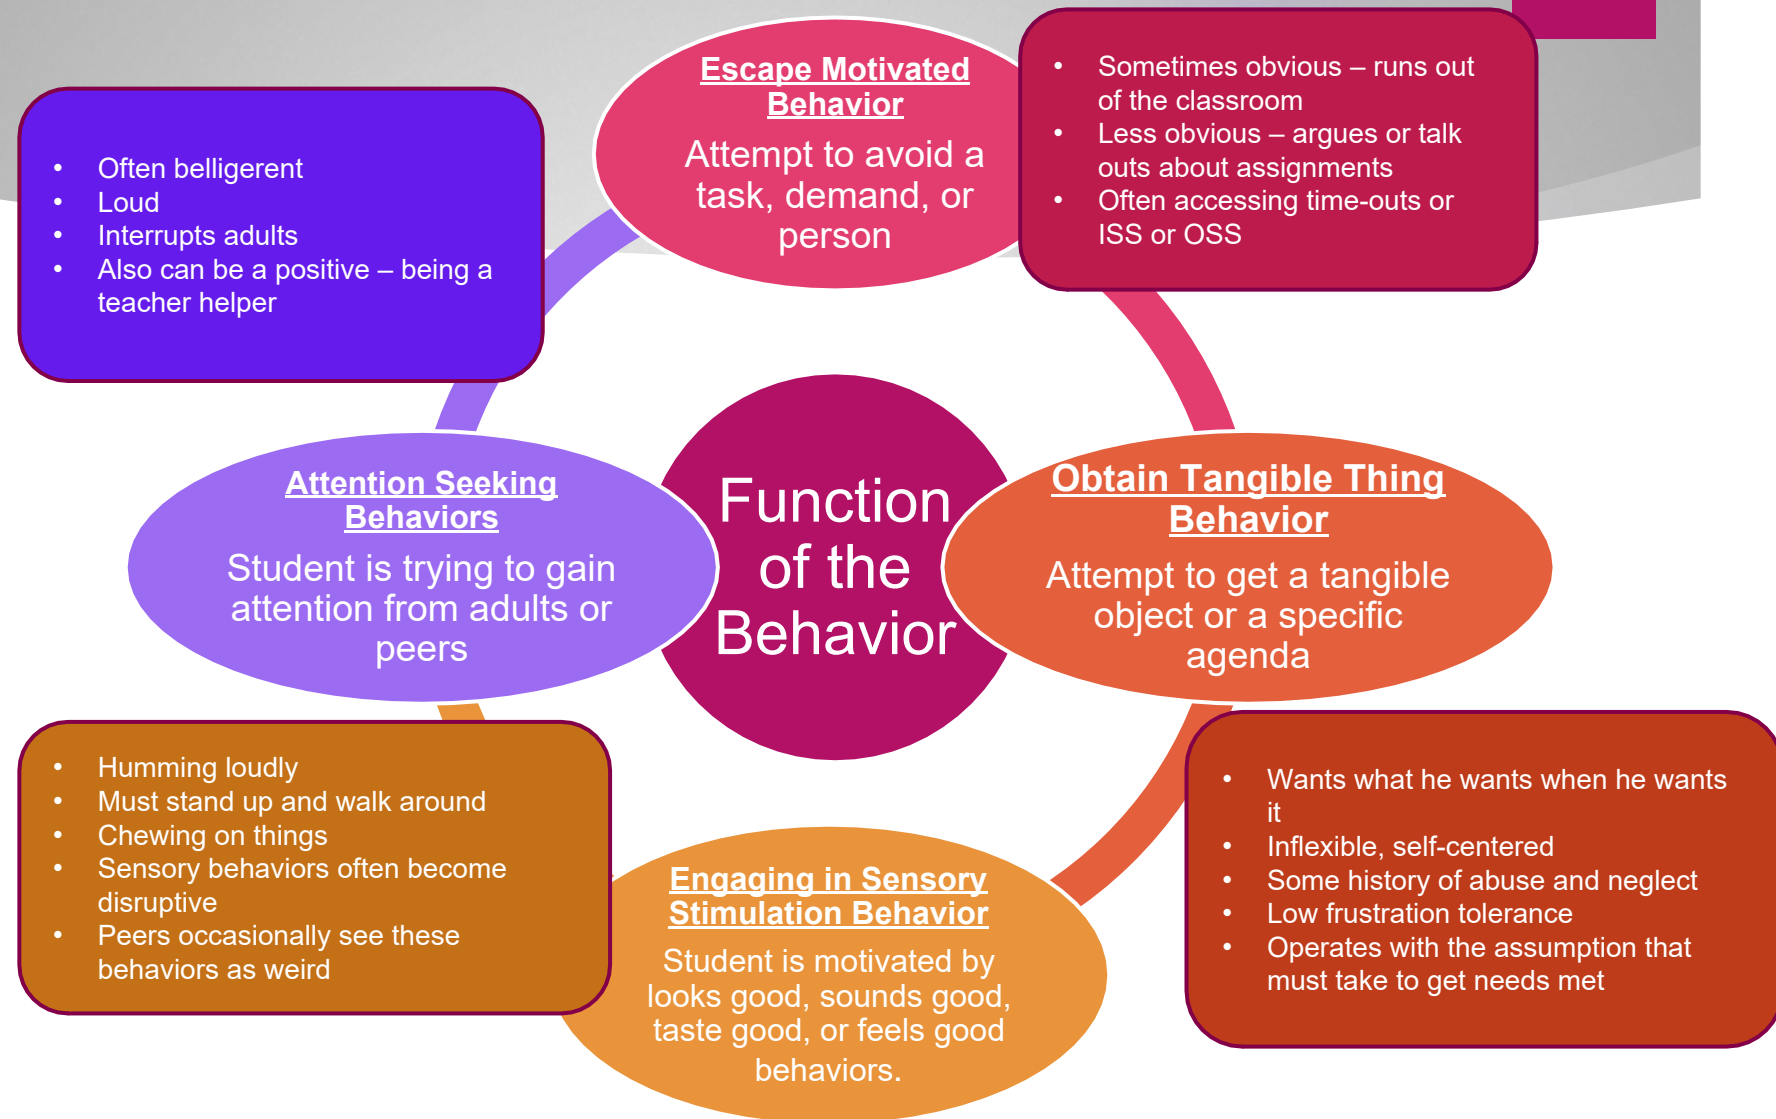 Escape Motivated
Behavior
Attempt to avoid a
task, demand, or
person
• Sometimes obvious – runs out
of the classroom
• Less obvious – argues or talk
outs about assignments
• Often accessing time-outs or
ISS or OSS
• Often belligerent
• Loud
• Interrupts adults
• Also can be a positive – being a
teacher helper
Attention Seeking
Behaviors
Student is trying to gain
attention from adults or
peers
Function
of the
Behavior
Obtain Tangible Thing
Behavior
Attempt to get a tangible
object or a specific
agenda
• Humming loudly
• Must stand up and walk around
• Chewing on things
• Sensory behaviors often become
disruptive
• Peers occasionally see these
behaviors as weird
Engaging in Sensory
Stimulation Behavior
Student is motivated by
looks good, sounds good,
taste good, or feels good
behaviors.
• Wants what he wants when he wants
it
• Inflexible, self-centered
• Some history of abuse and neglect
• Low frustration tolerance
• Operates with the assumption that
must take to get needs met